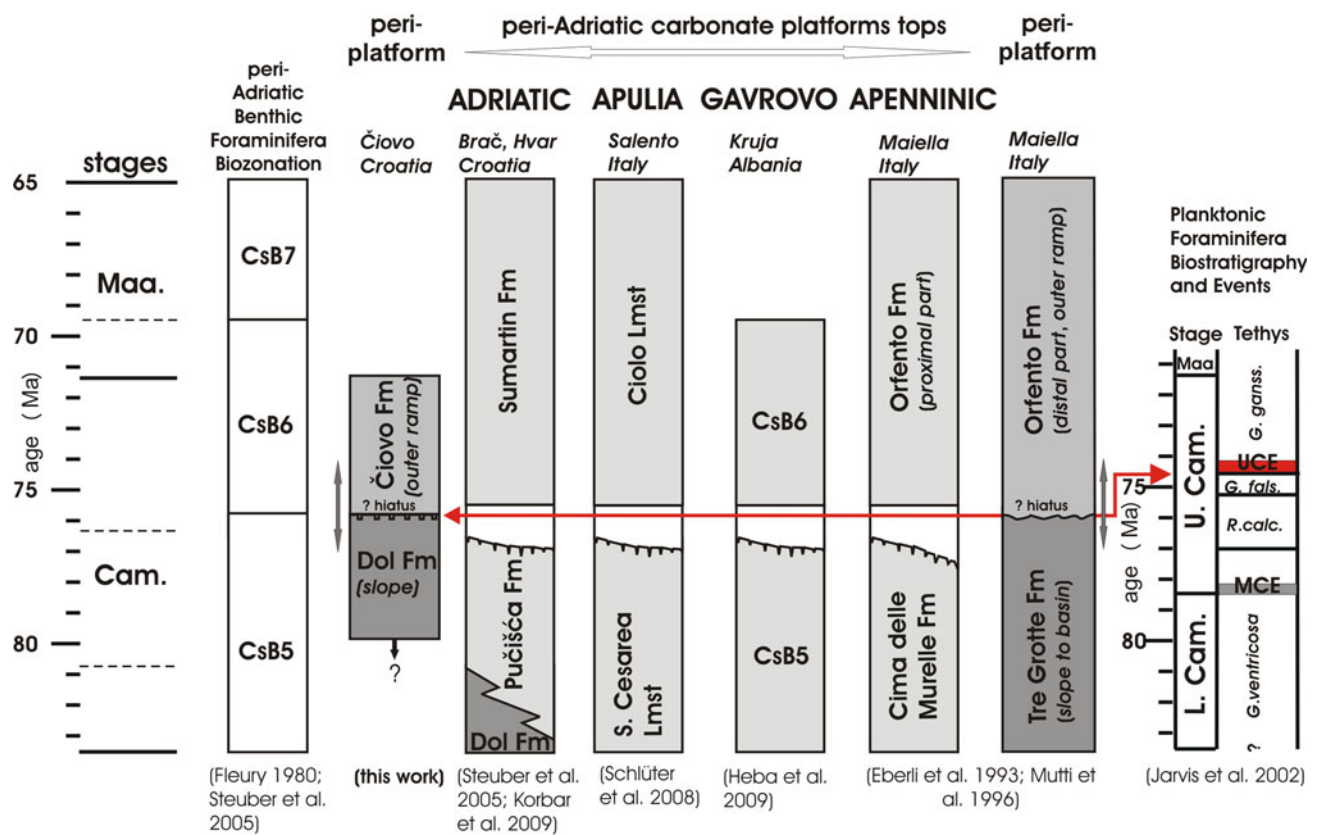 peri-
platform
peri-Adriatic carbonate platforms tops
peri-
platform
peri-
Adriatic
Benthic
Foraminifera
Biozonation
ADRIATIC
APULIA
GAVROVO
APENNINIC
stages
Čiovo
Croatia
Brač, Hvar
Croatia
Salento
Italy
Kruja
Albania
Maiella
Italy
Maiella
Italy
65
70
75
80
age ( Ma)
Maa.
Cam.
CsB7
CsB6
CsB5
Čiovo Fm
(outer ramp)
? hiatus
Dol Fm
(slope)
?
Sumartin Fm
Pučišća Fm
Dol Fm
Ciolo Lmst
S. Cesarea
Lmst
CsB6
CsB5
Orfento Fm
(proximal part)
Cima delle
Murelle Fm
Orfento Fm
(distal part, outer ramp)
? hiatus
Tre Grotte Fm
(slope to basin)
Planktonic
Foraminifera
Biostratigraphy
and Events
Stage
Tethys
Maa
U. Cam.
L. Cam.
75
80
age ( Ma)
G. ganss.
UCE
G. fals.
R.calc.
MCE
G.ventricosa
?
(Fleury 1980;
Steuber et al.
2005)
(this work)
(Steuber et al.
2005; Korbar
et al. 2009)
(Schlüter
et al. 2008)
(Heba et al.
2009)
(Eberli et al. 1993; Mutti et
al. 1996)
(Jarvis et al. 2002)